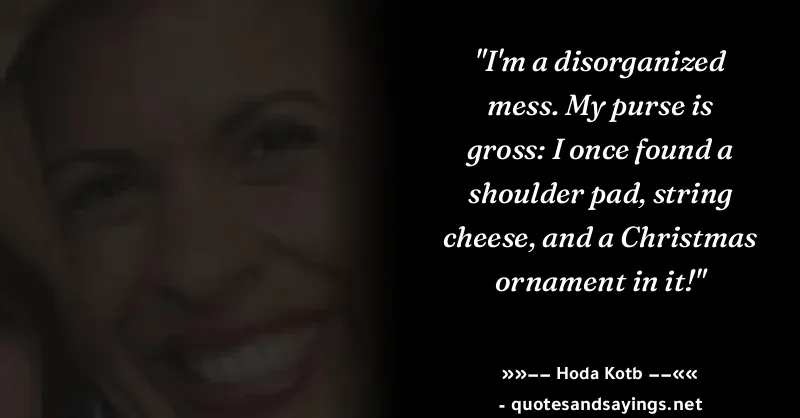 "I'm a disorganized
mess. My purse is
gross: I once found a
shoulder pad, string
cheese, and a Christmas
ornament in it!"
»»–– Hoda Kotb ––««
- quotesandsayings.net